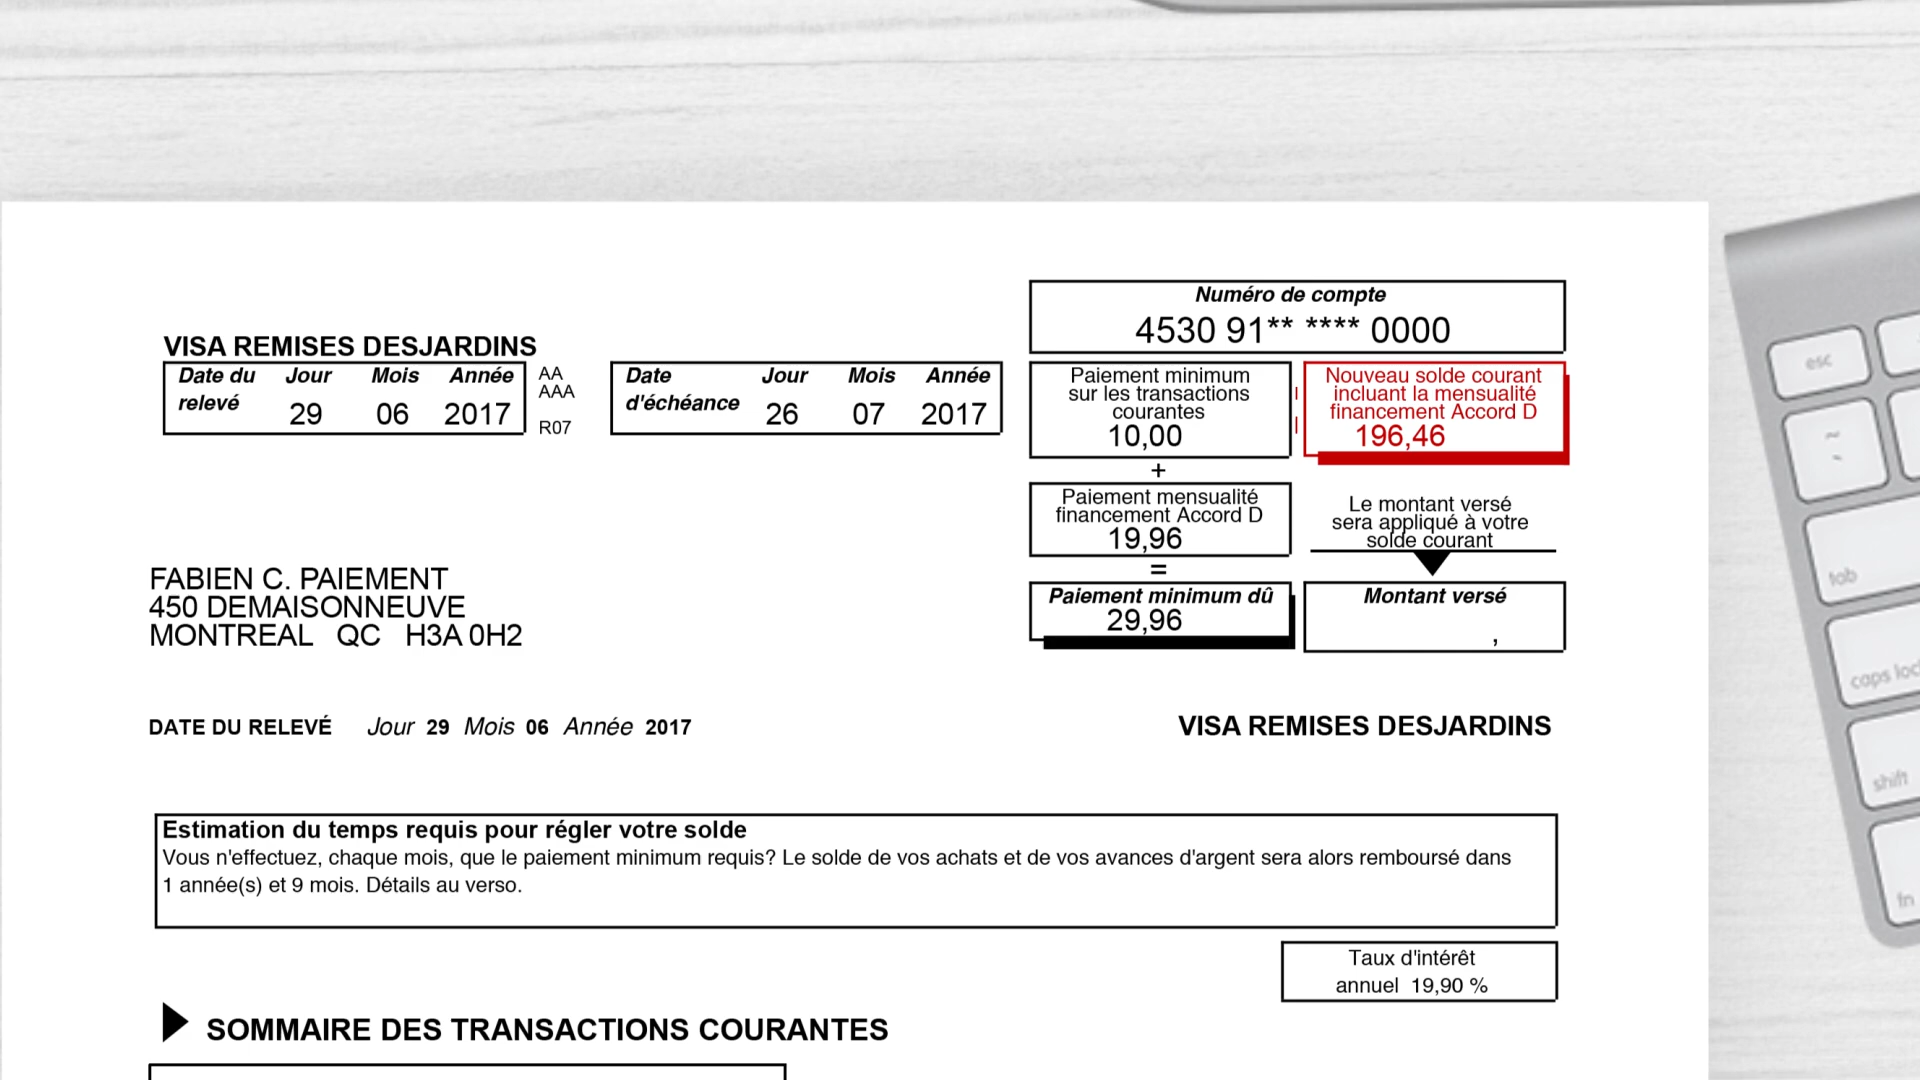 Numéro de compte
4530 91** **** 0000
VISA REMISES DESJARDINS
Date du relevé Jour Mois Année
29 06 2017
AA
AAA
R07
Date d'échéance Jour Mois Année
26 07 2017
Paiement minimum
sur les transactions
courantes
10,00
Nouveau solde courant
incluant la mensualité
financement Accord D
196,46
+
Paiement mensualité
financement Accord D
19,96
Le montant versé
sera appliqué à votre
solde courant
=
Paiement minimum dû
29,96
Montant versé
,
FABIEN C. PAIEMENT
450 DEMAISONNEUVE
MONTREAL QC H3A 0H2
DATE DU RELEVÉ Jour 29 Mois 06 Année 2017
VISA REMISES DESJARDINS
Estimation du temps requis pour régler votre solde
Vous n'effectuez, chaque mois, que le paiement minimum requis? Le solde de vos achats et de vos avances d'argent sera alors remboursé dans
1 année(s) et 9 mois. Détails au verso.
Taux d'intérêt
annuel 19,90 %
SOMMAIRE DES TRANSACTIONS COURANTES
esc
~
tab
caps loc
shift
fn